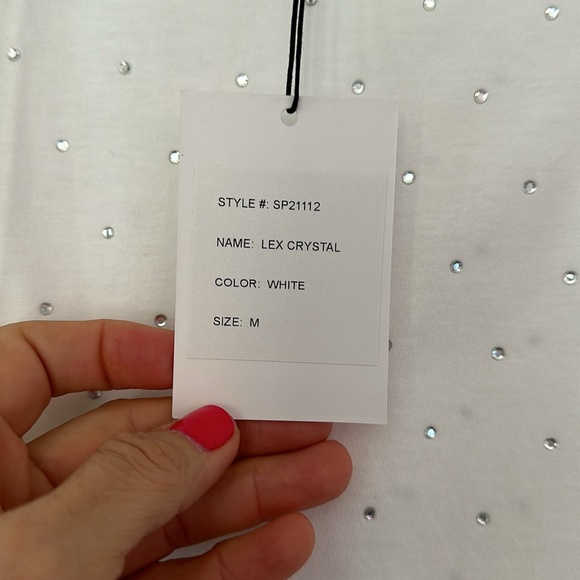 STYLE #: SP21112
NAME: LEX CRYSTAL
COLOR: WHITE
SIZE: M